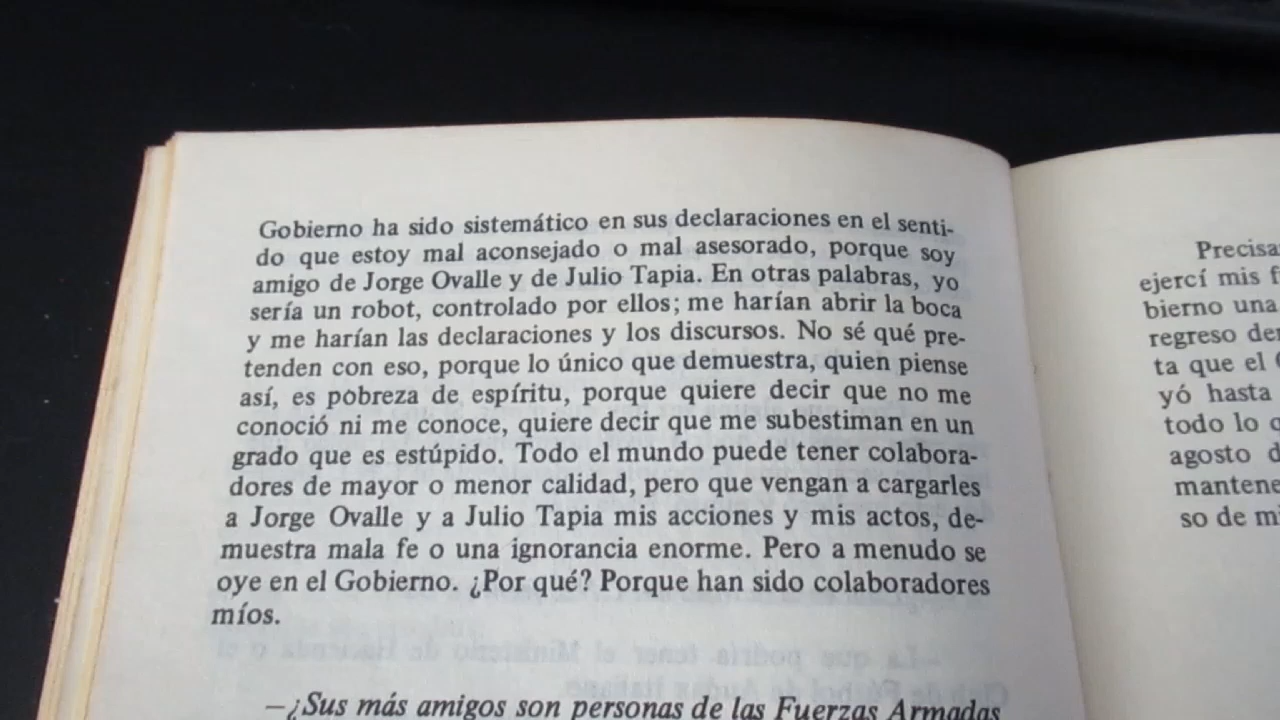 Gobierno ha sido sistemático en sus declaraciones en el senti-
do que estoy mal aconsejado o mal asesorado, porque soy
amigo de Jorge Ovalle y de Julio Tapia. En otras palabras, yo
sería un robot, controlado por ellos; me harían abrir la boca
y me harían las declaraciones y los discursos. No sé qué pre-
tenden con eso, porque lo único que demuestra, quien piense
así, es pobreza de espíritu, porque quiere decir que no me
conoció ni me conoce, quiere decir que me subestiman en un
grado que es estúpido. Todo el mundo puede tener colabora-
dores de mayor o menor calidad, pero que vengan a cargarles
a Jorge Ovalle y a Julio Tapia mis acciones y mis actos, de-
muestra mala fe o una ignorancia enorme. Pero a menudo se
oye en el Gobierno. ¿Por qué? Porque han sido colaboradores
míos.
—¿Sus más amigos son personas de las Fuerzas Armadas
Precisa
ejercí mis f
bierno una
regreso de
ta que el
yó hasta
todo lo
agosto d
mantene
so de mi